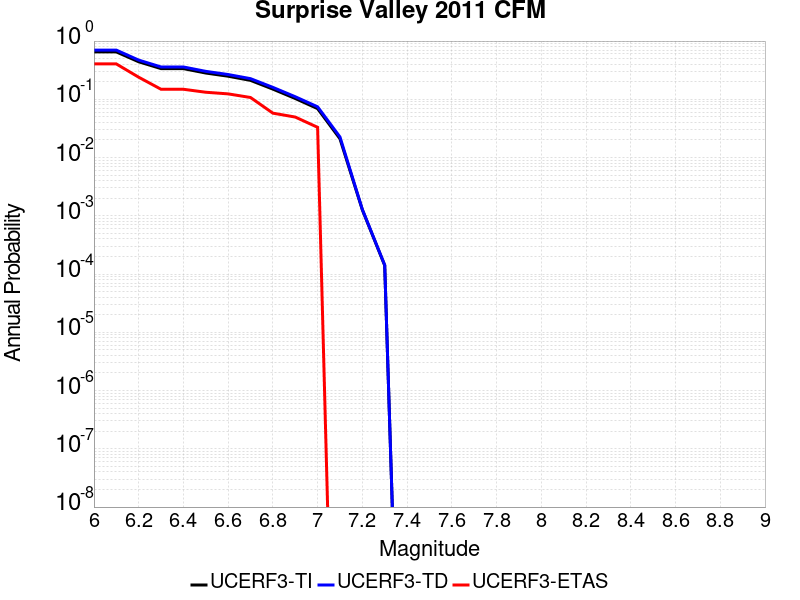 Surprise Valley 2011 CFM
10^0
10^-1
10^-2
10^-3
10^-4
10^-5
10^-6
10^-7
10^-8
Annual Probability
6 6.2 6.4 6.6 6.8 7 7.2 7.4 7.6 7.8 8 8.2 8.4 8.6 8.8 9
Magnitude
UCERF3-TI UCERF3-TD UCERF3-ETAS